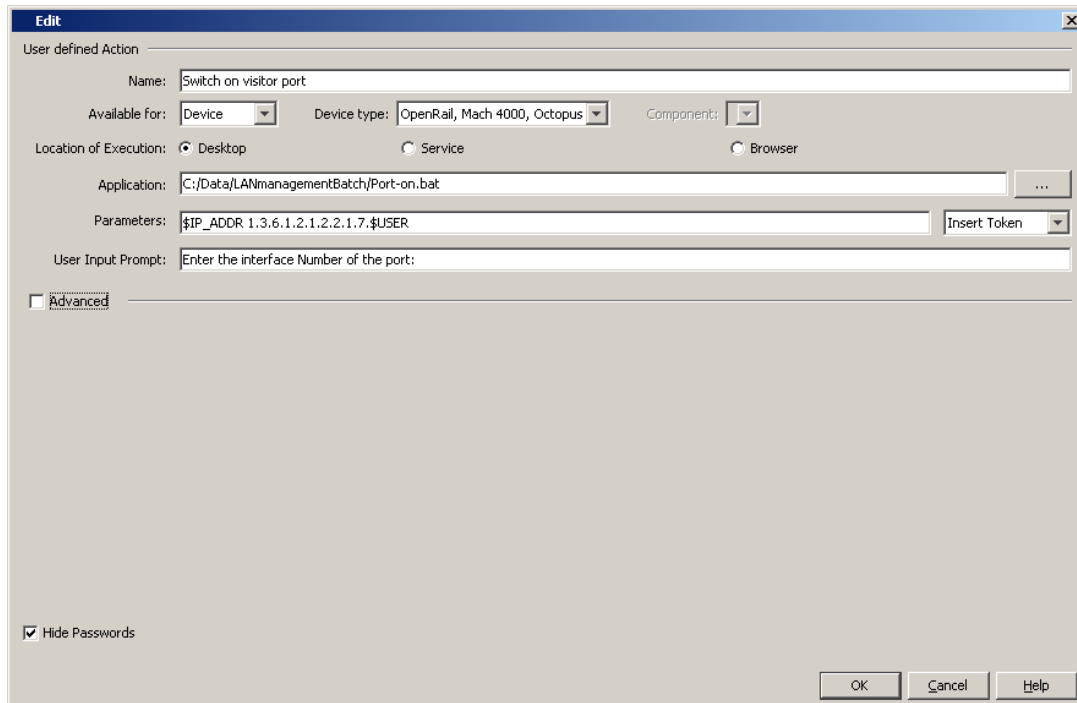 Edit
User defined Action
Name: Switch on visitor port
Available for: Device Device type: OpenRail, Mach 4000, Octopus Component:
Location of Execution: Desktop Service Browser
Application: C:/Data/LANmanagementBatch/Port-on.bat ...
Parameters: $IP_ADDR 1.3.6.1.2.1.2.2.1.7.$USER Insert Token
User Input Prompt: Enter the interface Number of the port:
Advanced
Hide Passwords
OK Cancel Help